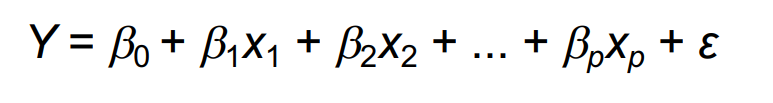 Y = β₀ + β₁x₁ + β₂x₂ + ... + βₚxₚ + ε